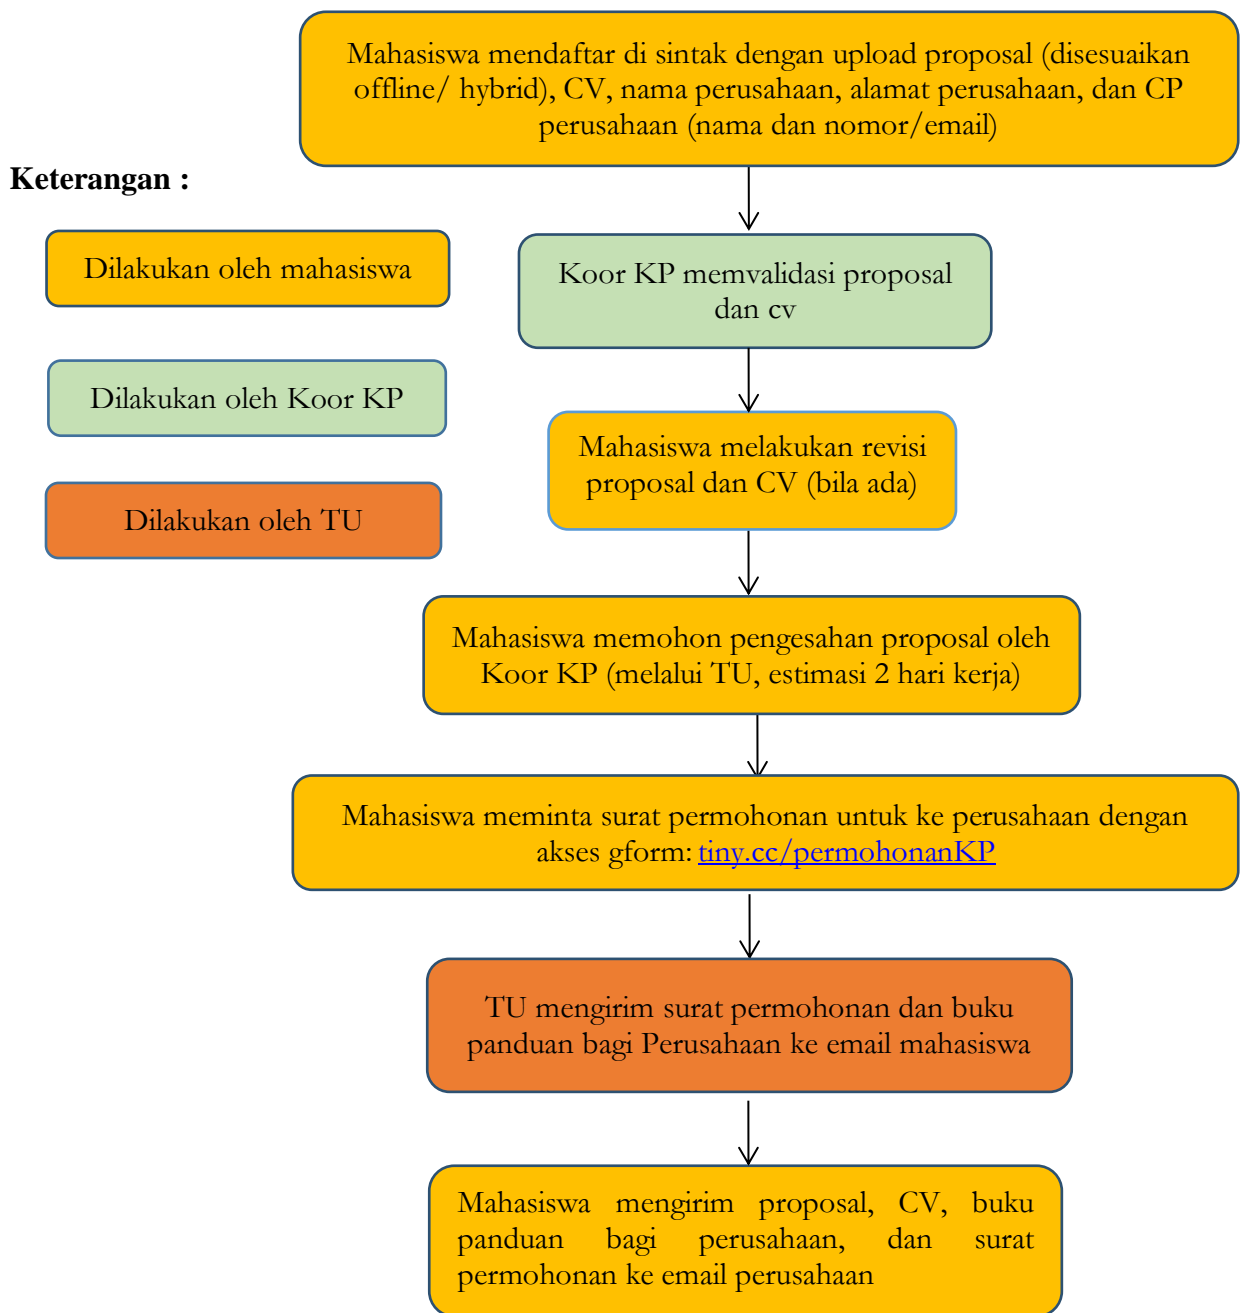 Mahasiswa mendaftar di sintak dengan upload proposal (disesuaikan
offline/ hybrid), CV, nama perusahaan, alamat perusahaan, dan CP
perusahaan (nama dan nomor/email)
Keterangan :
Dilakukan oleh mahasiswa
Dilakukan oleh Koor KP
Dilakukan oleh TU
Koor KP memvalidasi proposal
dan cv
Mahasiswa melakukan revisi
proposal dan CV (bila ada)
Mahasiswa memohon pengesahan proposal oleh
Koor KP (melalui TU, estimasi 2 hari kerja)
Mahasiswa meminta surat permohonan untuk ke perusahaan dengan
akses gform: tiny.cc/permohonanKP
TU mengirim surat permohonan dan buku
panduan bagi Perusahaan ke email mahasiswa
Mahasiswa mengirim proposal, CV, buku
panduan bagi perusahaan, dan surat
permohonan ke email perusahaan